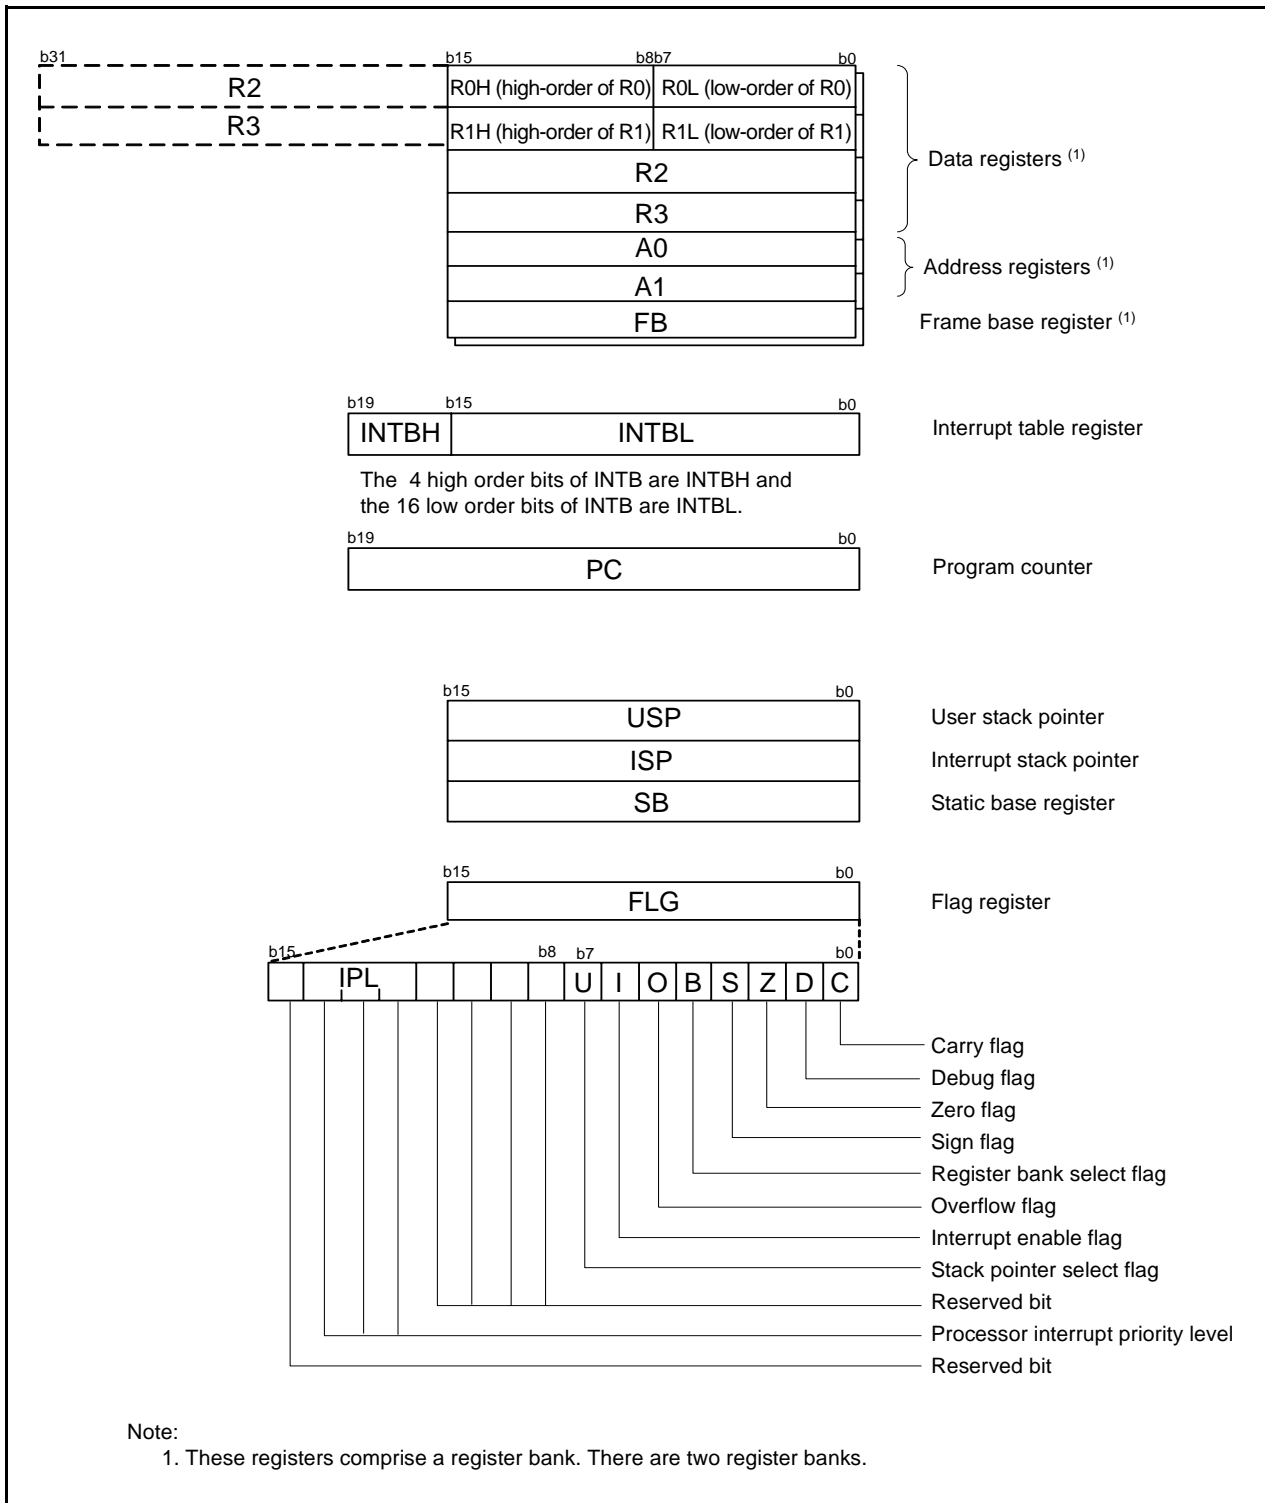 b31 b15 b8b7 b0
R2 R0H (high-order of R0) R0L (low-order of R0)
R3 R1H (high-order of R1) R1L (low-order of R1)
Data registers (1)
R2
R3
A0
Address registers (1)
A1
FB Frame base register (1)
b19 b15 b0
INTBH INTBL Interrupt table register
The 4 high order bits of INTB are INTBH and
the 16 low order bits of INTB are INTBL.
b19 b0
PC Program counter
b15 b0
USP User stack pointer
ISP Interrupt stack pointer
SB Static base register
b15 b0
FLG Flag register
b15 b8 b7 b0
IPL U I O B S Z D C
Carry flag
Debug flag
Zero flag
Sign flag
Register bank select flag
Overflow flag
Interrupt enable flag
Stack pointer select flag
Reserved bit
Processor interrupt priority level
Reserved bit
Note:
1. These registers comprise a register bank. There are two register banks.